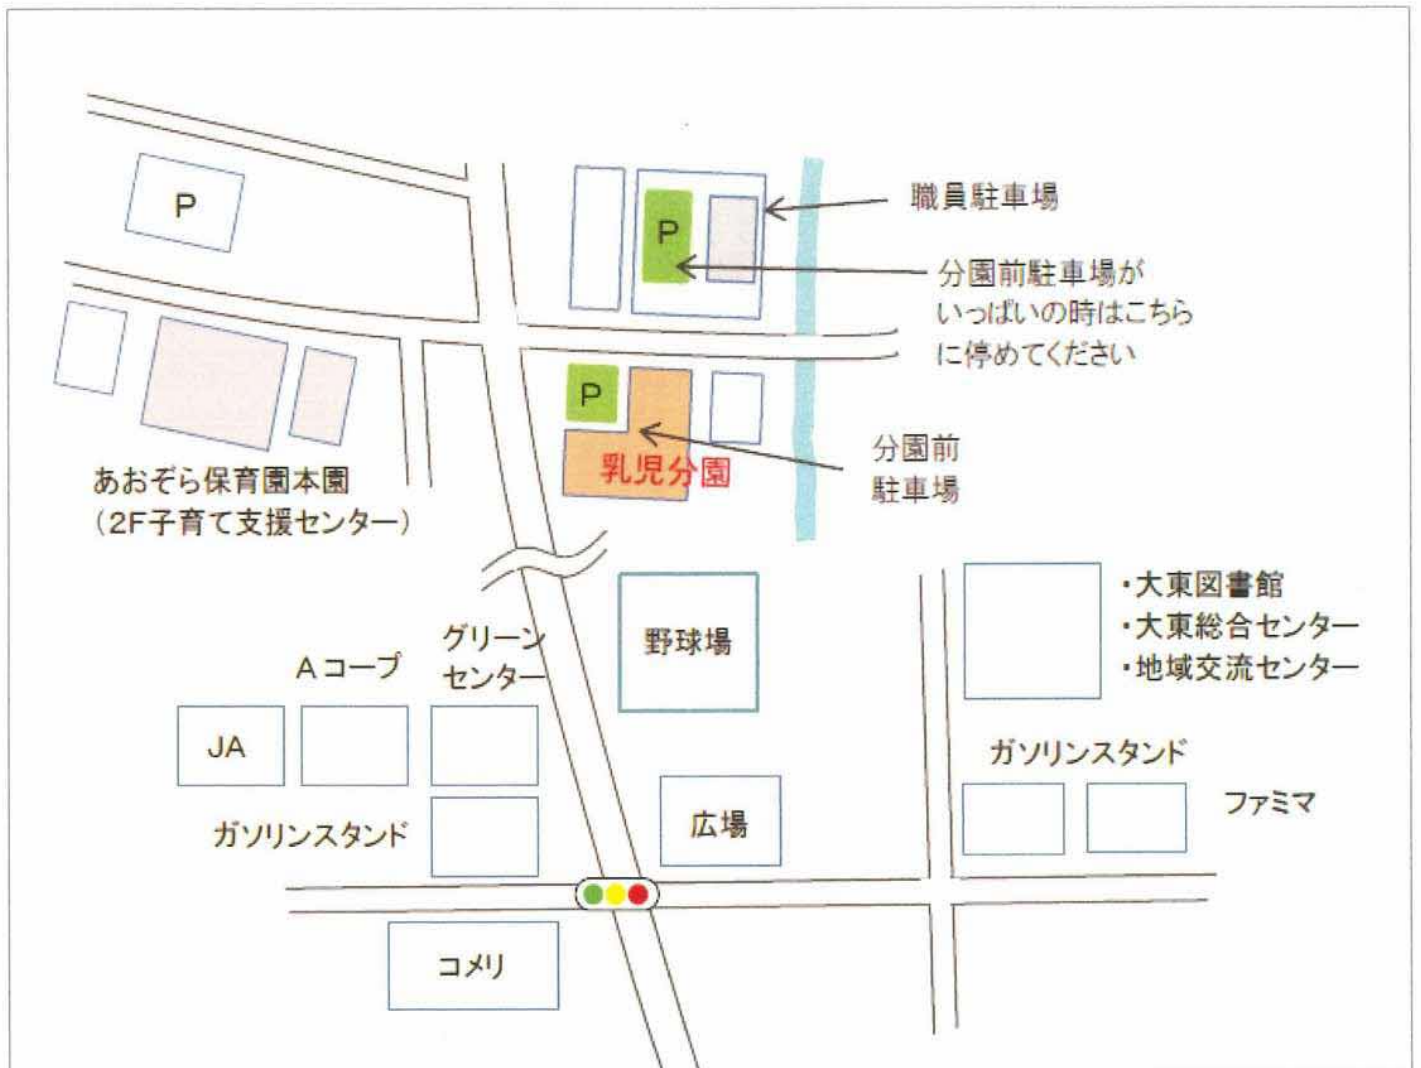 P
P
職員駐車場
分園前駐車場が
いっぱいの時はこちら
に停めてください
P
乳児分園
分園前
駐車場
あおぞら保育園本園
（2F子育て支援センター）
野球場
・大東図書館
・大東総合センター
・地域交流センター
グリーン
センター
Aコープ
JA
ガソリンスタンド
ガソリンスタンド
ファミマ
広場
コメリ